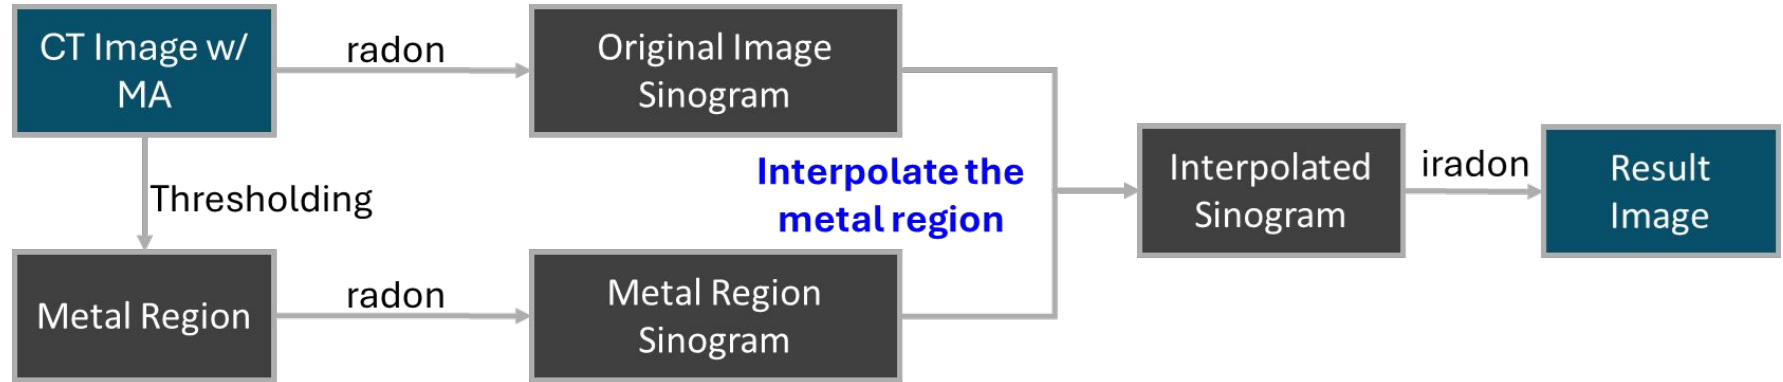 CT Image w/
MA
radon
Original Image
Sinogram
Thresholding
Interpolate the
metal region
Interpolated
Sinogram
iradon
Result
Image
Metal Region
radon
Metal Region
Sinogram